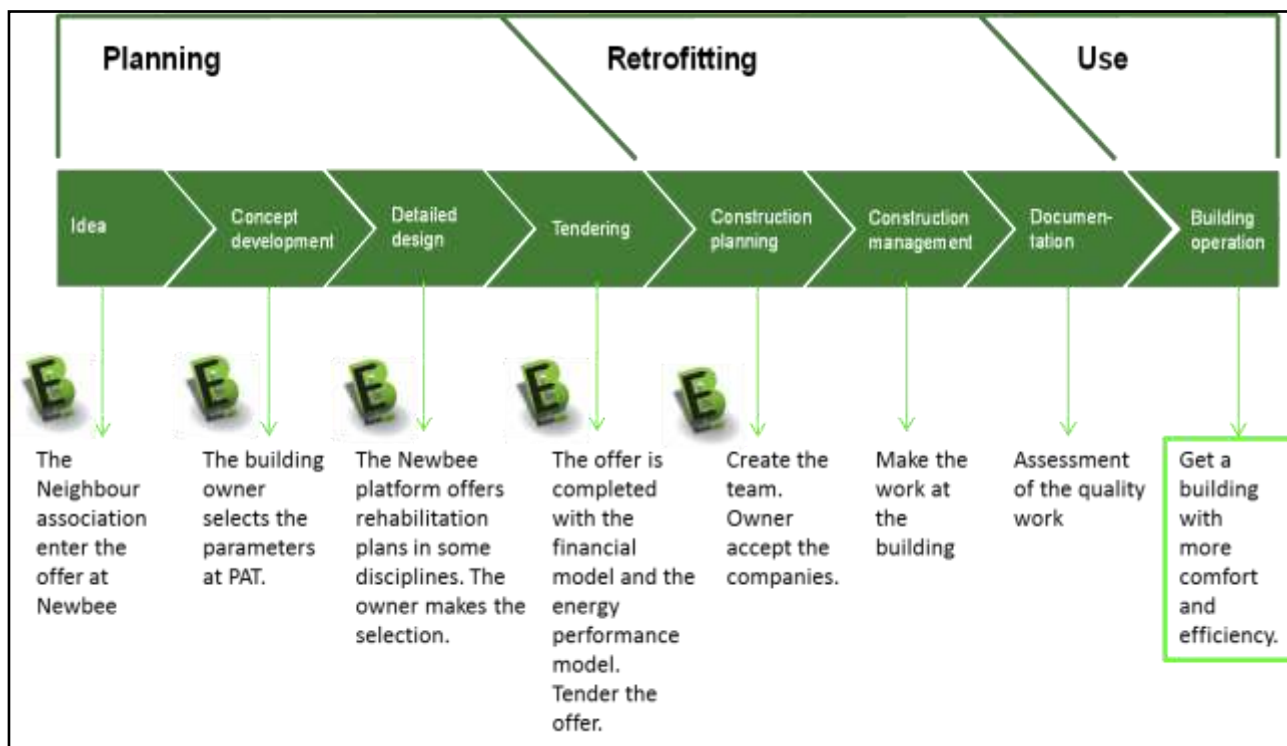 Planning
Retrofitting
Use
Idea
Concept
development
Detailed
design
Tendering
Construction
planning
Construction
management
Documen-
tation
Building
operation
The
Neighbour
association
enter the
offer at
Newbee
The building
owner
selects the
parameters
at PAT.
The Newbee
platform offers
rehabilitation
plans in some
disciplines. The
owner makes the
selection.
The offer is
completed
with the
financial
model and the
energy
performance
model.
Tender the
offer.
Create the
team.
Owner
accept the
companies.
Make the
work at
the
building
Assessment
of the quality
work
Get a
building
with
more
comfort
and
efficiency.